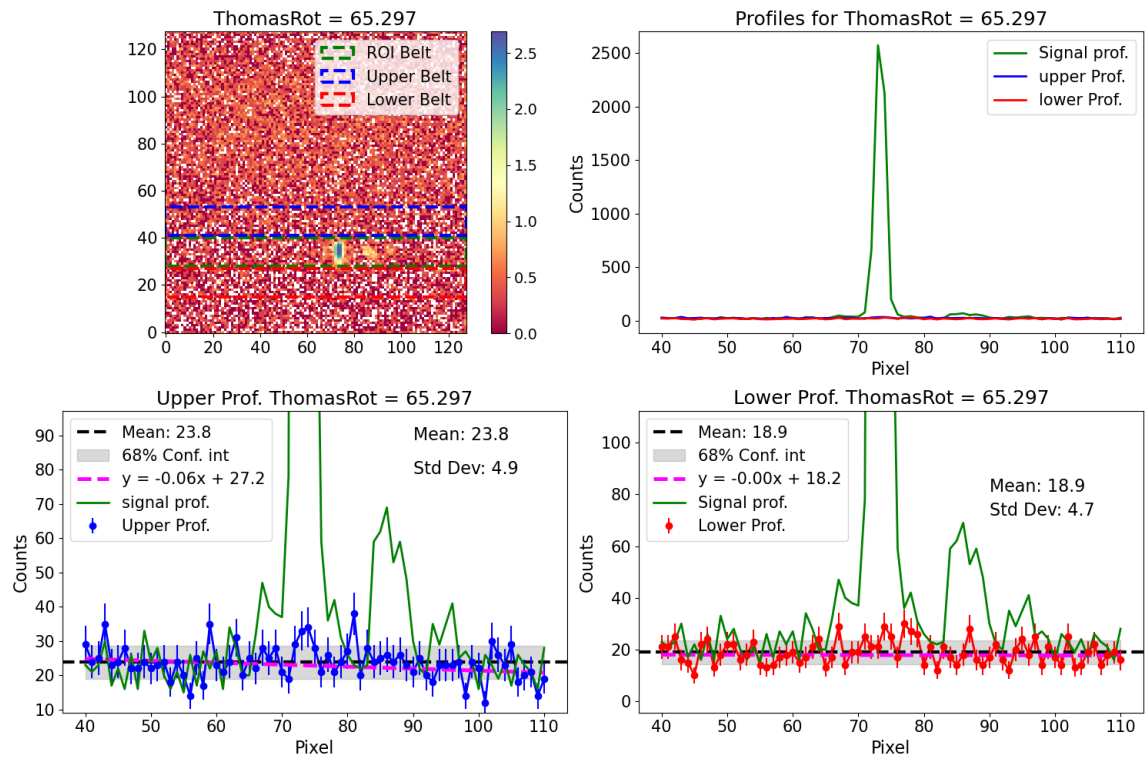 ThomasRot = 65.297
120
100
80
60
40
20
0
0 20 40 60 80 100 120
ROI Belt
Upper Belt
Lower Belt
2.5
2.0
1.5
1.0
0.5
0.0
Profiles for ThomasRot = 65.297
Counts
2500
2000
1500
1000
500
0
40 50 60 70 80 90 100 110
Pixel
Signal prof.
upper Prof.
lower Prof.
Upper Prof. ThomasRot = 65.297
Counts
90
80
70
60
50
40
30
20
10
40 50 60 70 80 90 100 110
Pixel
Mean: 23.8
68% Conf. int
y = -0.06x + 27.2
signal prof.
Upper Prof.
Mean: 23.8
Std Dev: 4.9
Lower Prof. ThomasRot = 65.297
Counts
100
80
60
40
20
0
40 50 60 70 80 90 100 110
Pixel
Mean: 18.9
68% Conf. int
y = -0.00x + 18.2
Signal prof.
Lower Prof.
Mean: 18.9
Std Dev: 4.7